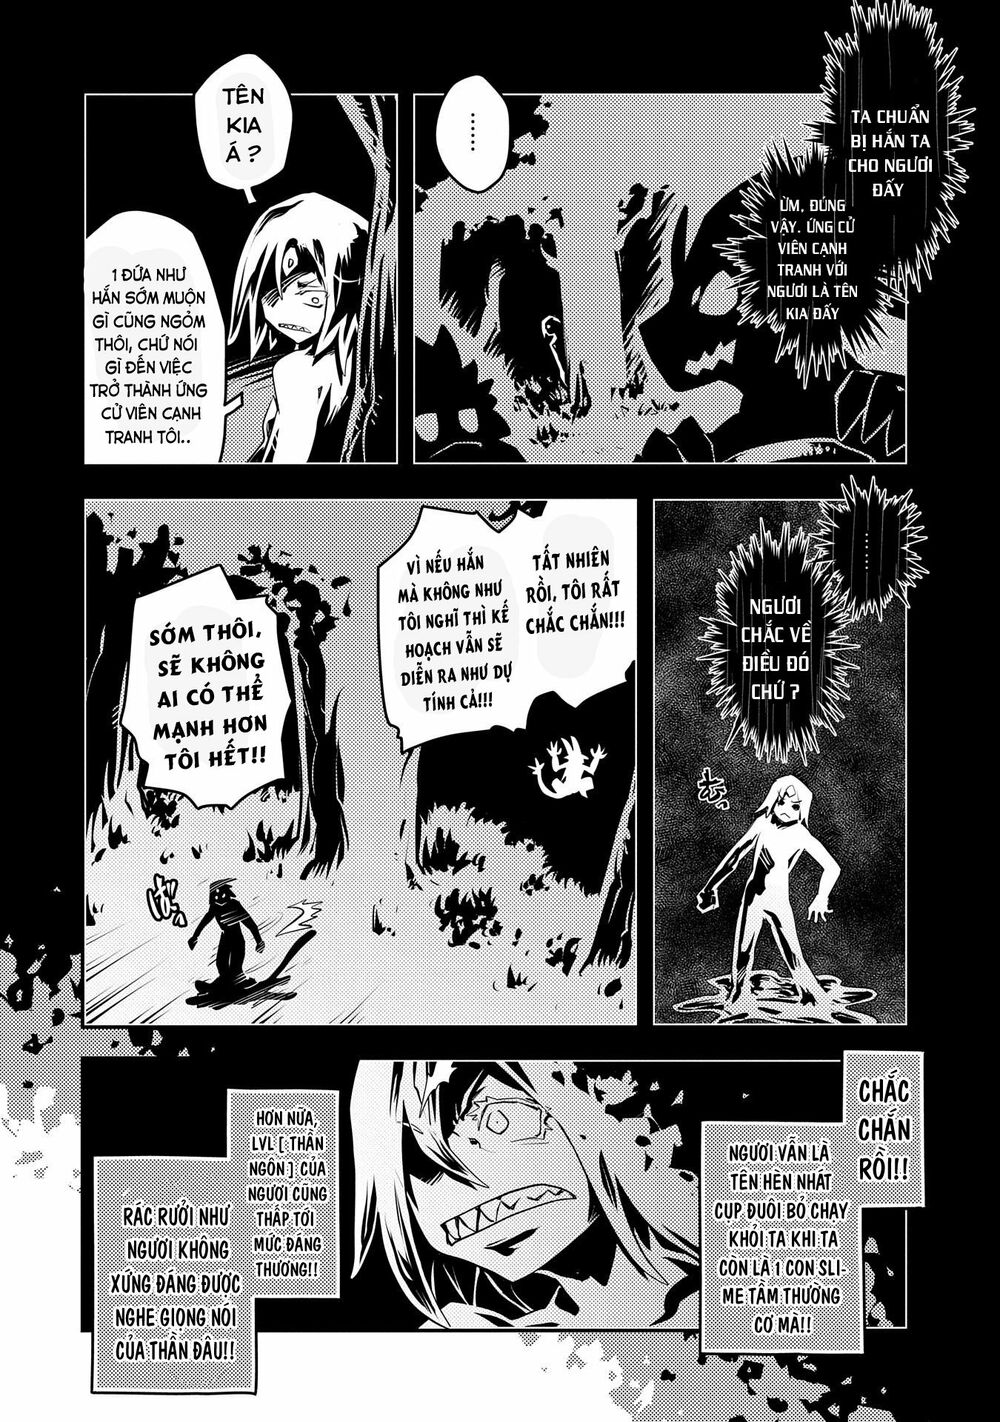 TA CHUẨN
BỊ HẮN TA
CHO NGƯƠI
ĐẤY
ỪM, ĐÚNG
VẬY. ỨNG CỬ
VIÊN CẠNH
TRANH VỚI
NGƯƠI LÀ TÊN
KIA ĐẤY
......
TÊN
KIA
Á ?
1 ĐỨA NHƯ
HẮN SỚM MUỘN
GÌ CŨNG NGỎM
THÔI, CHỨ NÓI
GÌ ĐẾN VIỆC
TRỞ THÀNH ỨNG
CỬ VIÊN CẠNH
TRANH TÔI..
......
NGƯƠI
CHẮC VỀ
ĐIỀU ĐÓ
CHỨ ?
TẤT NHIÊN
RỒI, TÔI RẤT
CHẮC CHẮN!!!
VÌ NẾU HẮN
MÀ KHÔNG NHƯ
TÔI NGHĨ THÌ KẾ
HOẠCH VẪN SẼ
DIỄN RA NHƯ DỰ
TÍNH CẢ!!!
SỚM THÔI,
SẼ KHÔNG
AI CÓ THỂ
MẠNH HƠN
TÔI HẾT!!
CHẮC
CHẮN
RỒI!!
NGƯƠI VẪN LÀ
TÊN HÈN NHÁT
CỤP ĐUÔI BỎ CHẠY
KHỎI TA KHI TA
CÒN LÀ 1 CON SLI-
ME TẦM THƯỜNG
CƠ MÀ!!
HƠN NỮA,
LVL [ THẦN
NGÔN ] CỦA
NGƯƠI CŨNG
THẤP TỚI
MỨC ĐÁNG
THƯƠNG!!
RÁC RƯỞI NHƯ
NGƯƠI KHÔNG
XỨNG ĐÁNG ĐƯỢC
NGHE GIỌNG NÓI
CỦA THẦN ĐÂU!!